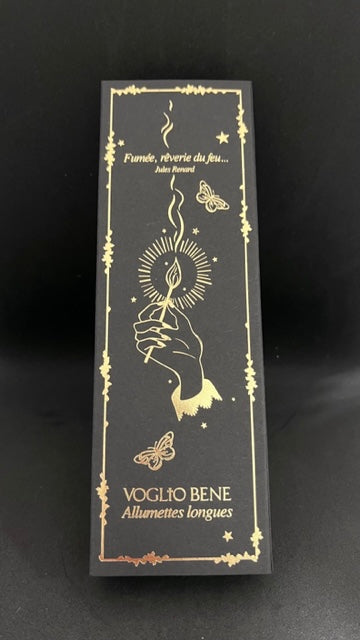 Fumée, rêverie du feu...
Jules Renard
VOGLIO BENE
Allumettes longues